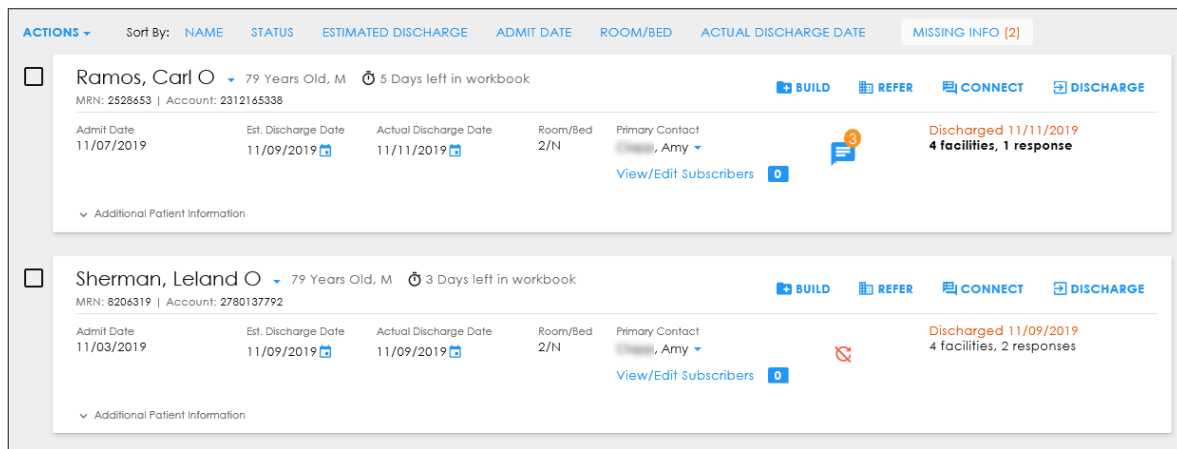 ACTIONS Sort By: NAME STATUS ESTIMATED DISCHARGE ADMIT DATE ROOM/BED ACTUAL DISCHARGE DATE MISSING INFO (2)
Ramos, Carl O 79 Years Old, M 5 Days left in workbook
MRN: 2528653 | Account: 2312165338
BUILD REFER CONNECT DISCHARGE
Admit Date Est. Discharge Date Actual Discharge Date Room/Bed Primary Contact 3 Discharged 11/11/2019
11/07/2019 11/09/2019 11/11/2019 2/N , Amy 4 facilities, 1 response
View/Edit Subscribers 0
Additional Patient Information
Sherman, Leland O 79 Years Old, M 3 Days left in workbook
MRN: 8206319 | Account: 2780137792
BUILD REFER CONNECT DISCHARGE
Admit Date Est. Discharge Date Actual Discharge Date Room/Bed Primary Contact Discharged 11/09/2019
11/03/2019 11/09/2019 11/09/2019 2/N , Amy 4 facilities, 2 responses
View/Edit Subscribers 0
Additional Patient Information